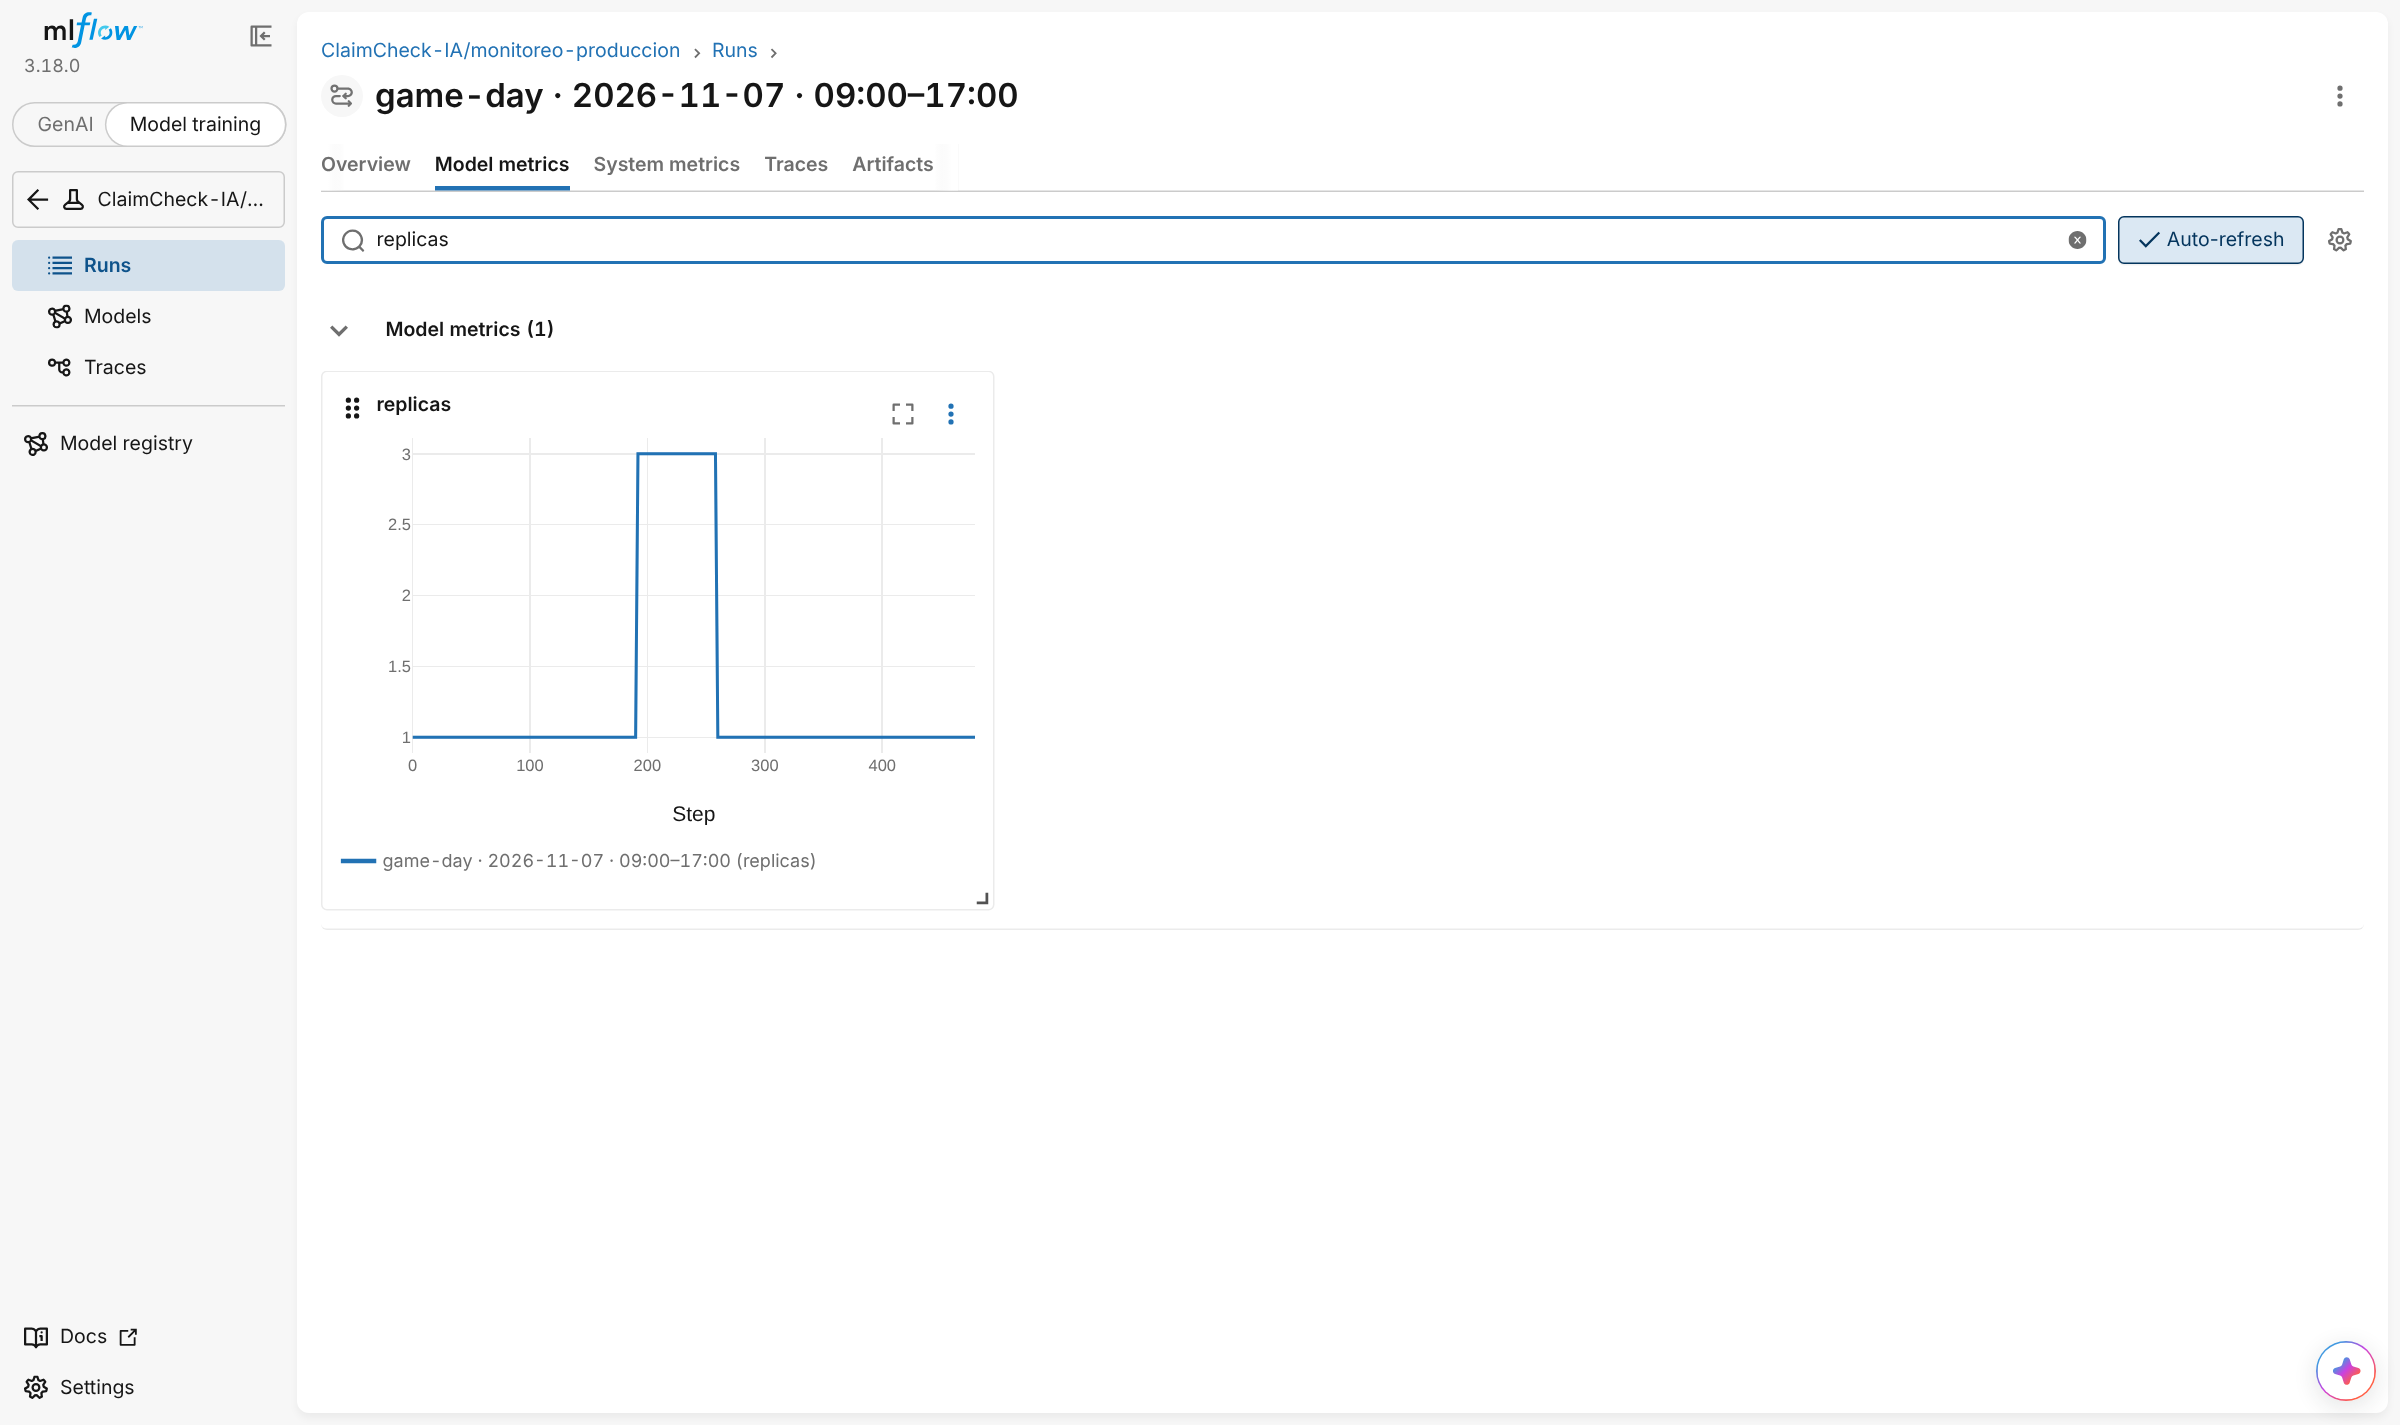 mlflow
3.18.0
GenAI
Model training
ClaimCheck-IA/...
Runs
Models
Traces
Model registry
Docs
Settings
ClaimCheck-IA/monitoreo-produccion › Runs ›
game-day · 2026-11-07 · 09:00–17:00
Overview Model metrics System metrics Traces Artifacts
replicas
Auto-refresh
Model metrics (1)
replicas
3
2.5
2
1.5
1
0 100 200 300 400
Step
game-day · 2026-11-07 · 09:00–17:00 (replicas)